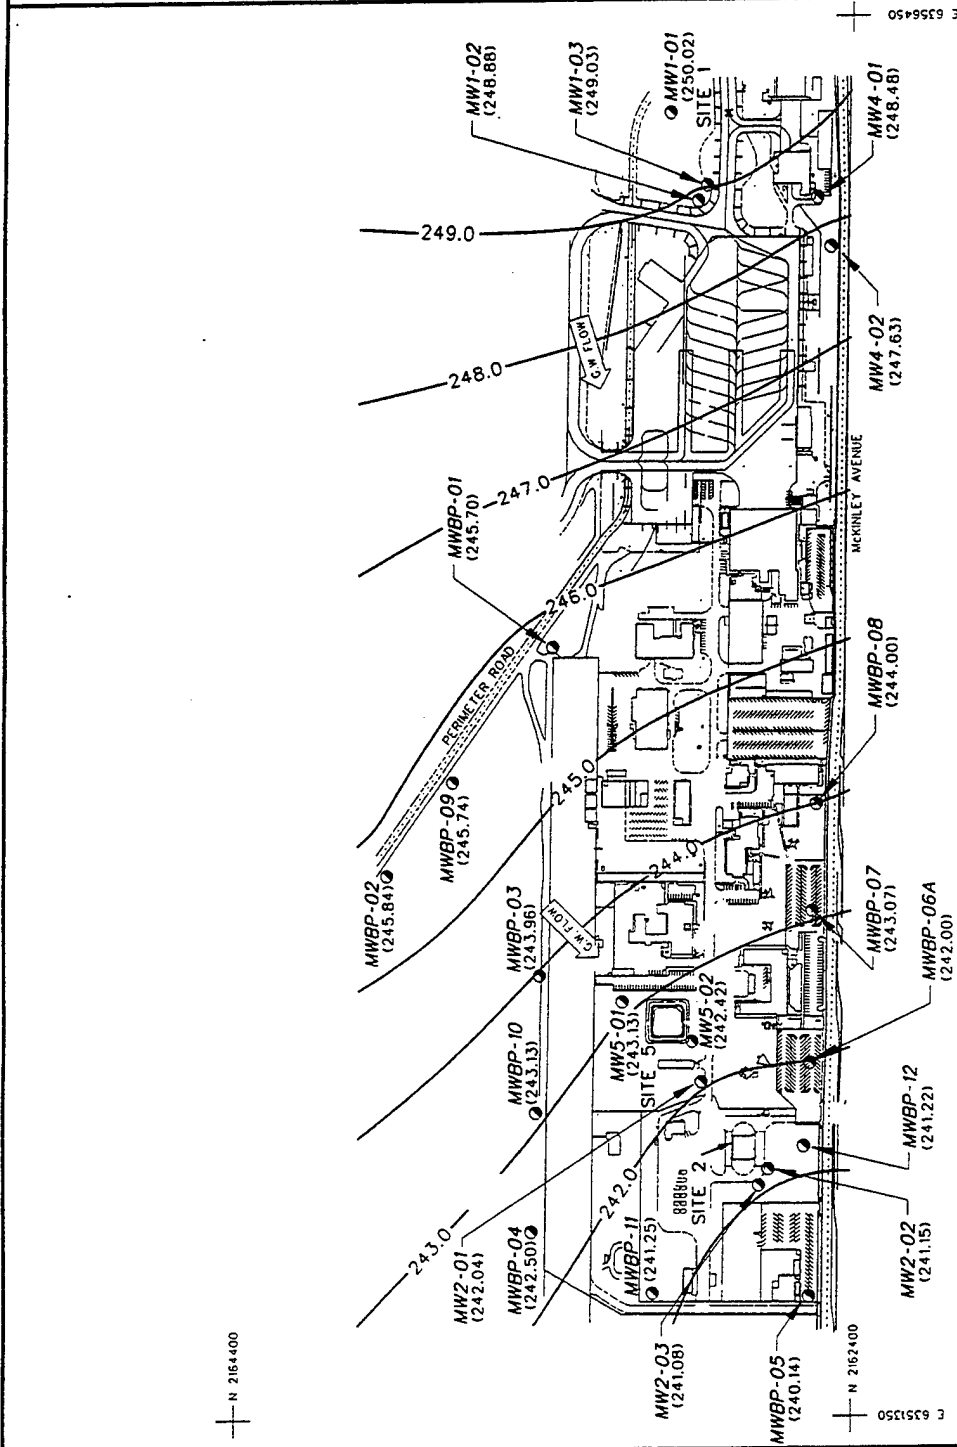 E 6356450
MW1-02
(248.88)
MW1-03
(249.03)
MW1-01
(250.02)
SITE 1
MW4-01
(248.48)
249.0
G.W FLOW
248.0
MW4-02
(247.63)
247.0
McKINLEY AVENUE
MWBP-01
(245.70)
246.0
PERIMETER ROAD
MWBP-08
(244.00)
245.0
MWBP-09
(245.74)
244.0
MWBP-02
(245.84)
MWBP-03
(243.96)
G.W. FLOW
MWBP-07
(243.07)
MWBP-06A
(242.00)
MWBP-10
(243.13)
MW5-01
(243.13)
SITE 5
MW5-02
(242.42)
MWBP-12
(241.22)
242.0
SITE 2
243.0
MW2-01
(242.04)
MWBP-04
(242.50)
MWBP-11
(241.25)
MW2-02
(241.15)
MW2-03
(241.08)
MWBP-05
(240.14)
N 2164400
N 2162400
E 6351350